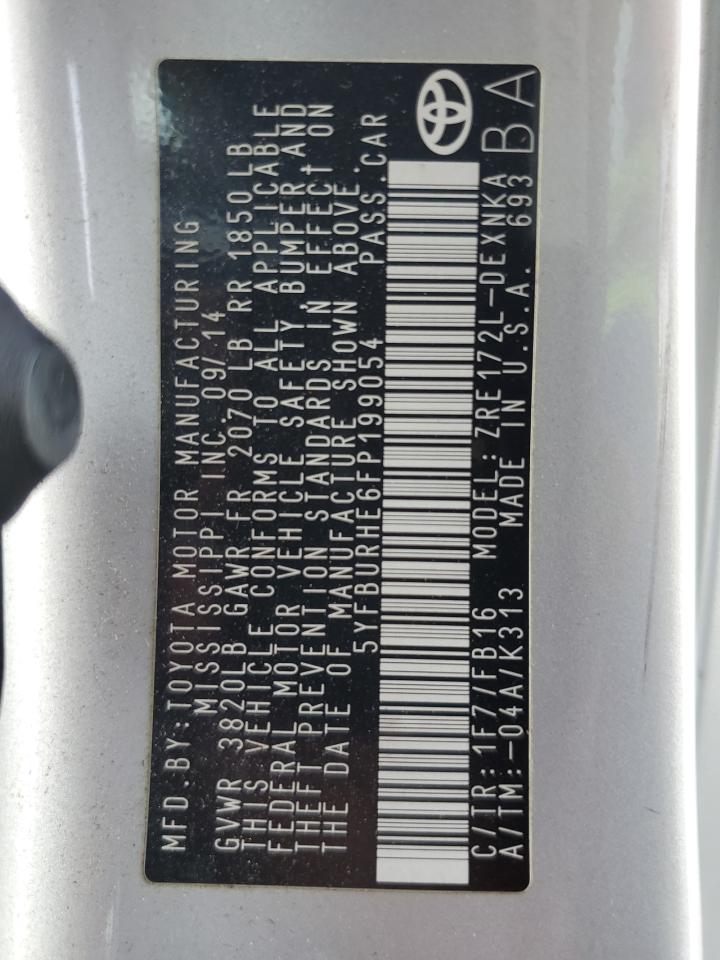 MFD.BY:TOYOTA MOTOR MANUFACTURING
MISSISSIPPI INC. 09/14
GVWR 3820LB GAWR FR 2070 LB RR 1850 LB
THIS VEHICLE CONFORMS TO ALL APPLICABLE
FEDERAL MOTOR VEHICLE SAFETY, BUMPER AND
THEFT PREVENTION STANDARDS IN EFFECT ON
THE DATE OF MANUFACTURE SHOWN ABOVE.
5YFBURHE6FP199054 PASS.CAR
C/TR:1F7/FB16 MODEL:ZRE172L-DEXNKA
A/TM:-04A/K313 MADE IN U.S.A. 693
BA